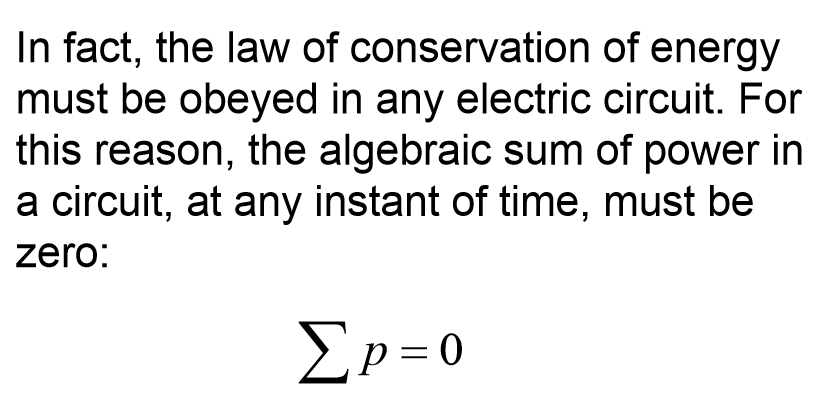 In fact, the law of conservation of energy
must be obeyed in any electric circuit. For
this reason, the algebraic sum of power in
a circuit, at any instant of time, must be
zero:
∑ p = 0